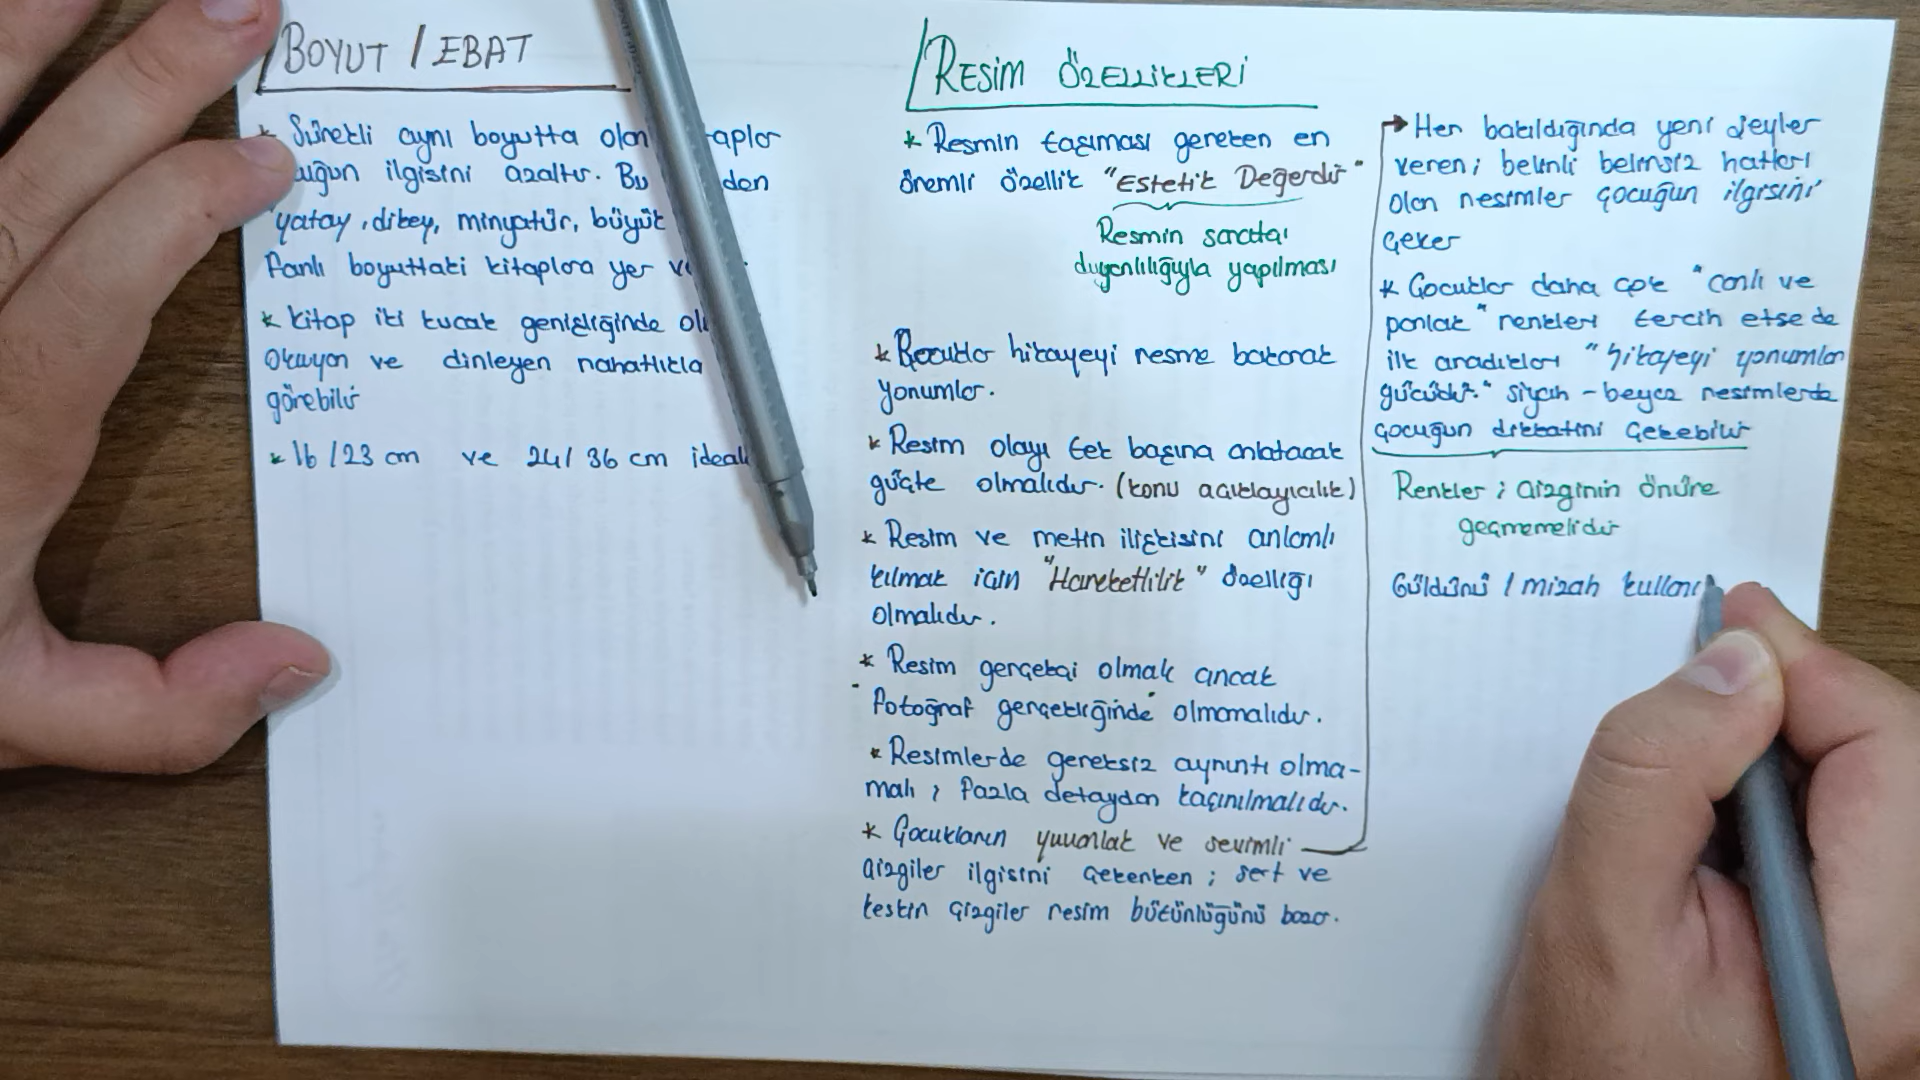 BOYUT / EBAT
* Sürekli aynı boyutta olan
ilgisini azaltır. Bu
yatay, dikey, minyatür, büyük
farklı boyuttaki kitaplara yer
* Kitap iki kucak genişliğinde
Okuyan ve dinleyen rahatlıkla
görebilir
* 16/23 cm ve 24/36 cm ideal
RESİM ÖZELLİKLERİ
* Resmin taşıması gereken en
önemli özellik "Estetik Değerdir"
Resmin sanatta
duyarlılığıyla yapılması
* Çocuklar hikayeyi resme bakarak
yorumlar.
* Resim olayı tek başına anlatacak
güçte olmalıdır. (konu açıklayıcılık)
* Resim ve metin ilişkisini anlamlı
kılmak için "Hareketlilik" özelliği
olmalıdır.
* Resim gerçekçi olmalı ancak
fotoğraf gerçekliğinde olmamalıdır.
* Resimlerde gereksiz ayrıntı olma-
malı; fazla detaydan kaçınılmalıdır.
* Çocukların yuvarlak ve sevimli
çizgiler ilgisini çekerken; sert ve
keskin çizgiler resim bütünlüğünü bozar.
→ Her bakıldığında yeni şeyler
veren; belirli belirsiz hatları
olan resimler çocuğun ilgisini
çeker
* Çocuklar daha çok "canlı ve
parlak" renkleri tercih etse de
ilk aradıkları "hikayeyi yorumlar
gücüdür." Siyah - beyaz resimlerde
çocuğun dikkatini çekebilir
Renkler; çizginin önüne
geçmemelidir
Güldürü / mizah